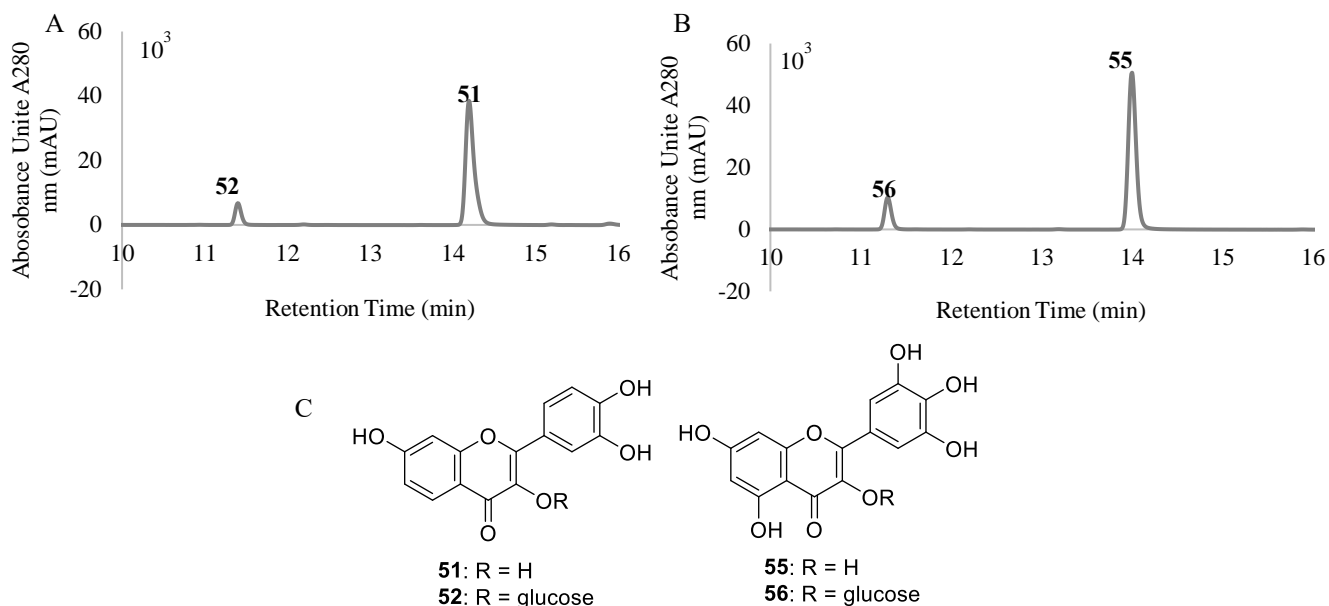 A
Abosobance Unite A280
nm (mAU)
10³
60
40
20
0
-20
52
51
10 11 12 13 14 15 16
Retention Time (min)
B
Absobance Unite A280
nm (mAU)
10³
60
40
20
0
-20
56
55
10 11 12 13 14 15 16
Retention Time (min)
C
OH
HO
O
OH
OR
O
51: R = H
52: R = glucose
OH
OH
HO
O
OH
OR
OH
O
55: R = H
56: R = glucose